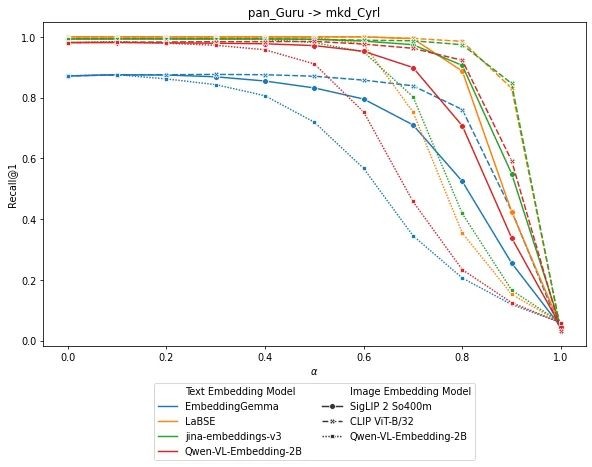 pan_Guru -> mkd_Cyrl
1.0
0.8
0.6
0.4
0.2
0.0
Recall@1
0.0 0.2 0.4 0.6 0.8 1.0
α
Text Embedding Model Image Embedding Model
EmbeddingGemma SigLIP 2 So400m
LaBSE CLIP ViT-B/32
jina-embeddings-v3 Qwen-VL-Embedding-2B
Qwen-VL-Embedding-2B